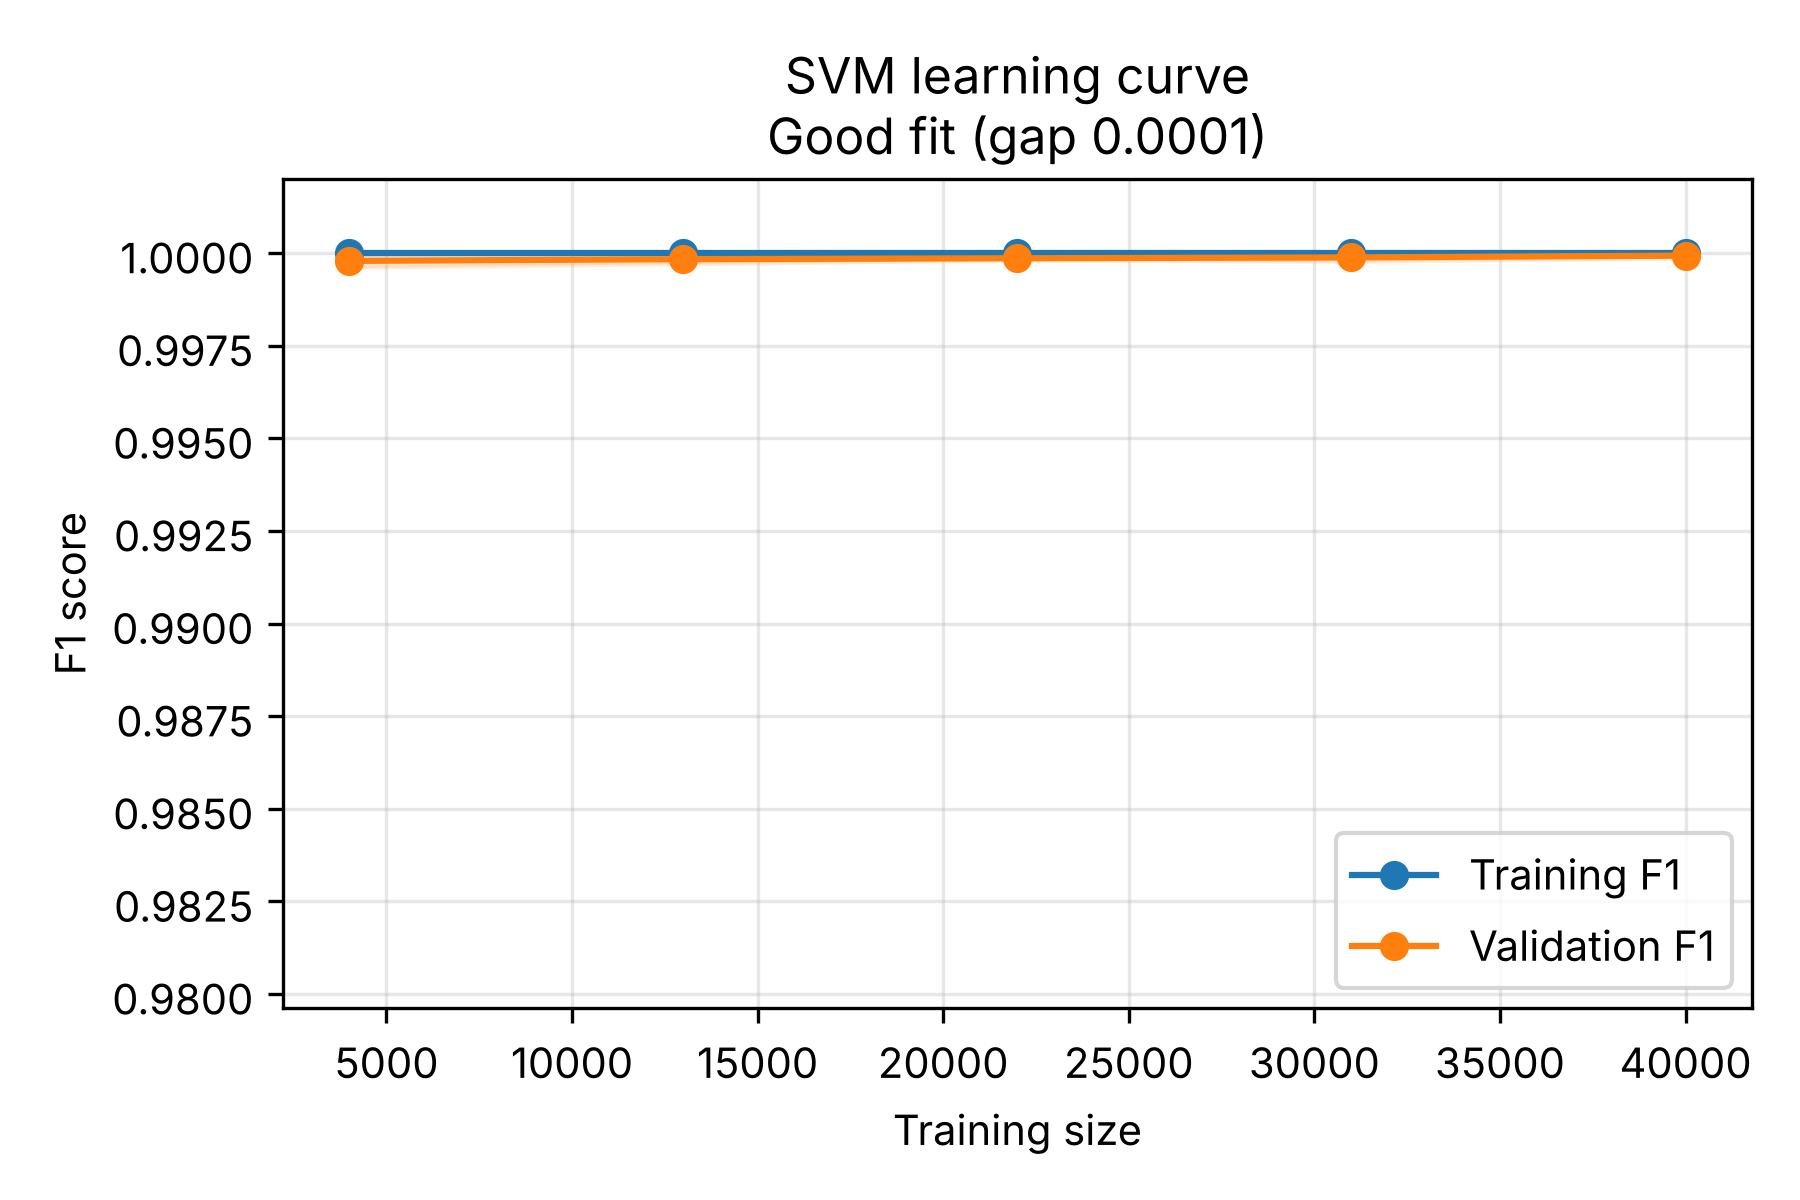 SVM learning curve
Good fit (gap 0.0001)
1.0000
0.9975
0.9950
0.9925
0.9900
0.9875
0.9850
0.9825
0.9800
F1 score
Training F1
Validation F1
5000 10000 15000 20000 25000 30000 35000 40000
Training size